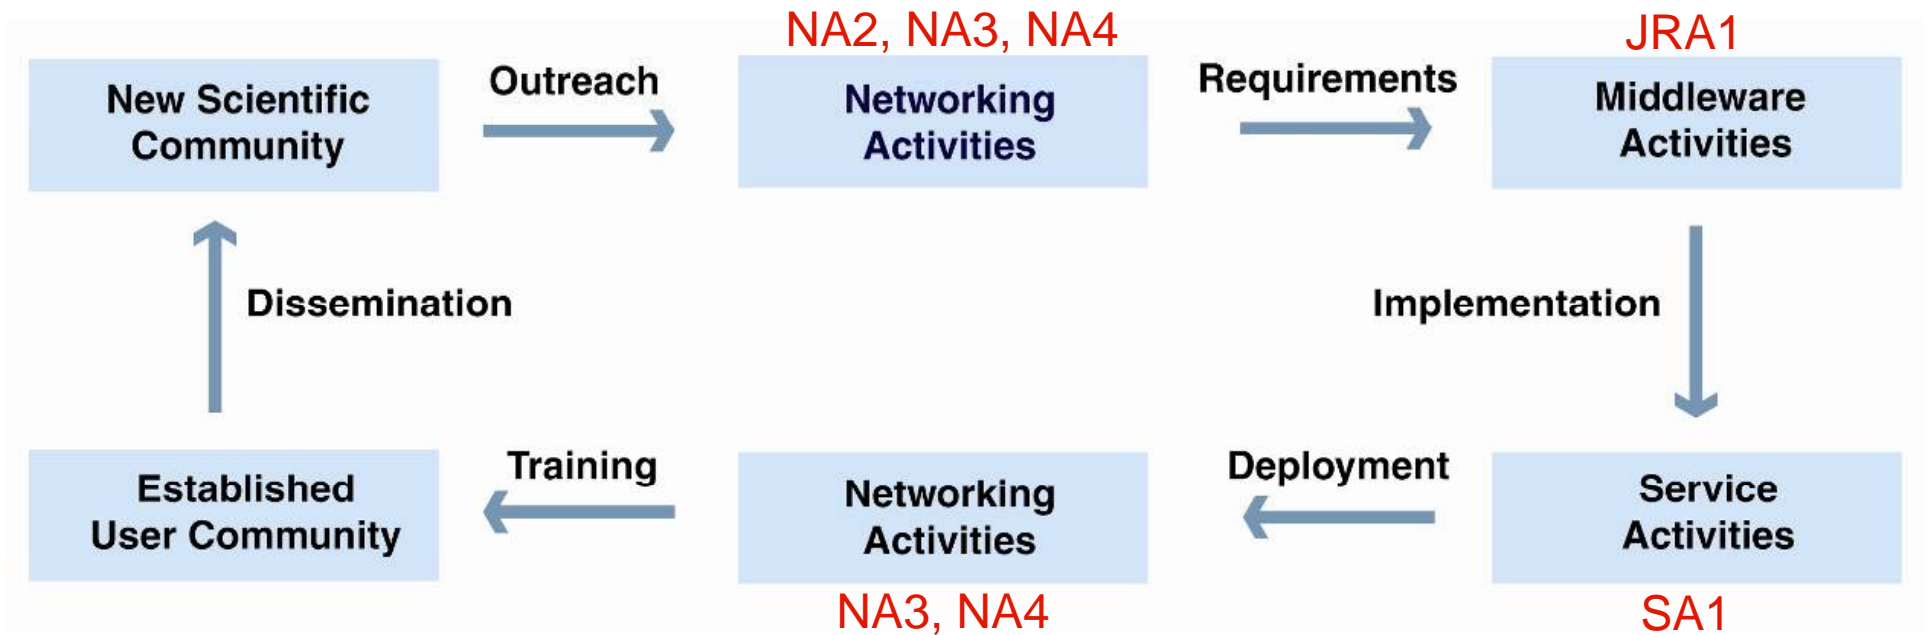 NA2, NA3, NA4
JRA1
New Scientific
Community
Outreach
Networking
Activities
Requirements
Middleware
Activities
Dissemination
Implementation
Established
User Community
Training
Networking
Activities
Deployment
Service
Activities
NA3, NA4
SA1